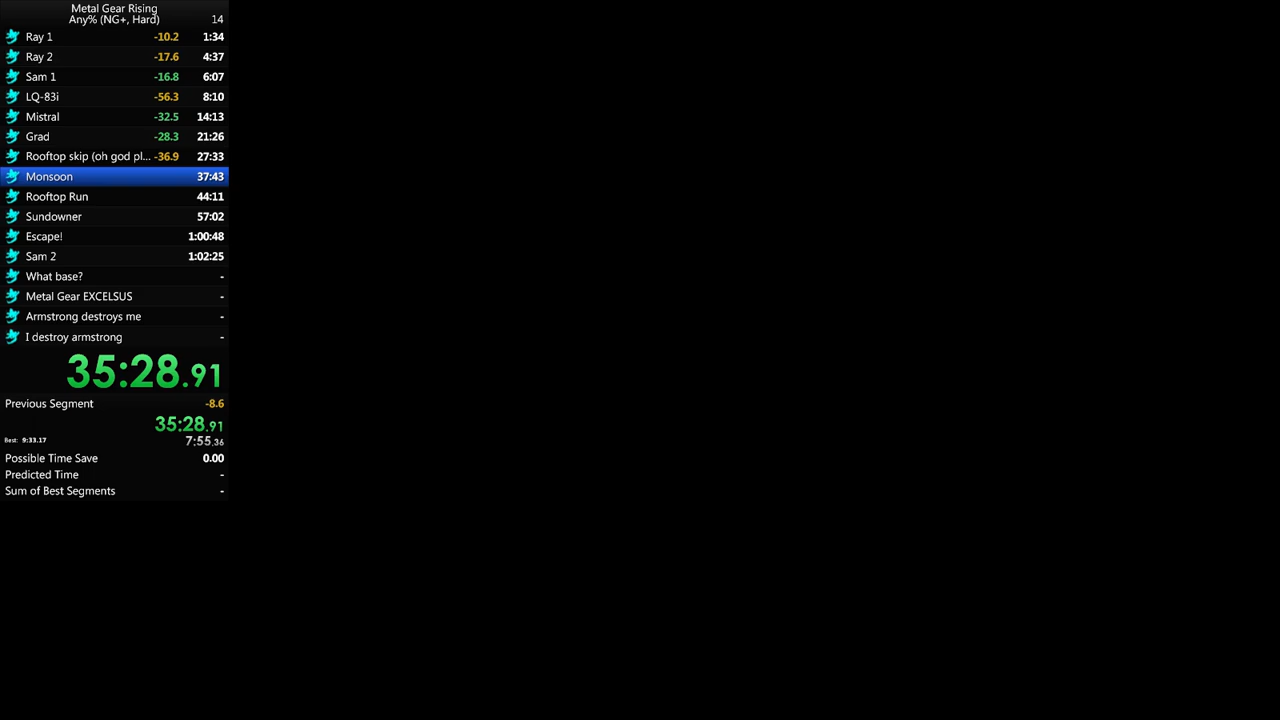 Metal Gear Rising
Any% (NG+, Hard) 14
Ray 1 -10.2 1:34
Ray 2 -17.6 4:37
Sam 1 -16.8 6:07
LQ-83i -56.3 8:10
Mistral -32.5 14:13
Grad -28.3 21:26
Rooftop skip (oh god pl... -36.9 27:33
Monsoon 37:43
Rooftop Run 44:11
Sundowner 57:02
Escape! 1:00:48
Sam 2 1:02:25
What base? -
Metal Gear EXCELSUS -
Armstrong destroys me -
I destroy armstrong -
35:28.91
Previous Segment -8.6
35:28.91
Best: 9:33.17 7:55.36
Possible Time Save 0.00
Predicted Time -
Sum of Best Segments -